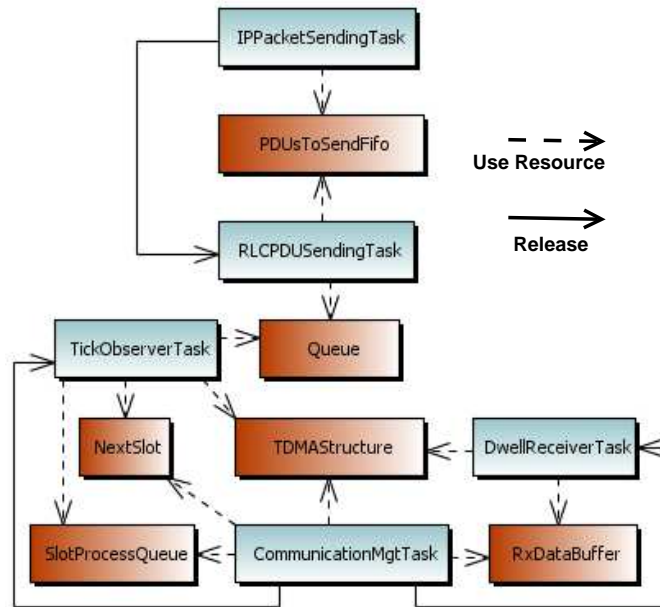 IPPacketSendingTask
PDUsToSendFifo
Use Resource
RLCPDUSendingTask
Release
TickObserverTask
Queue
NextSlot
TDMAStructure
DwellReceiverTask
SlotProcessQueue
CommunicationMgtTask
RxDataBuffer